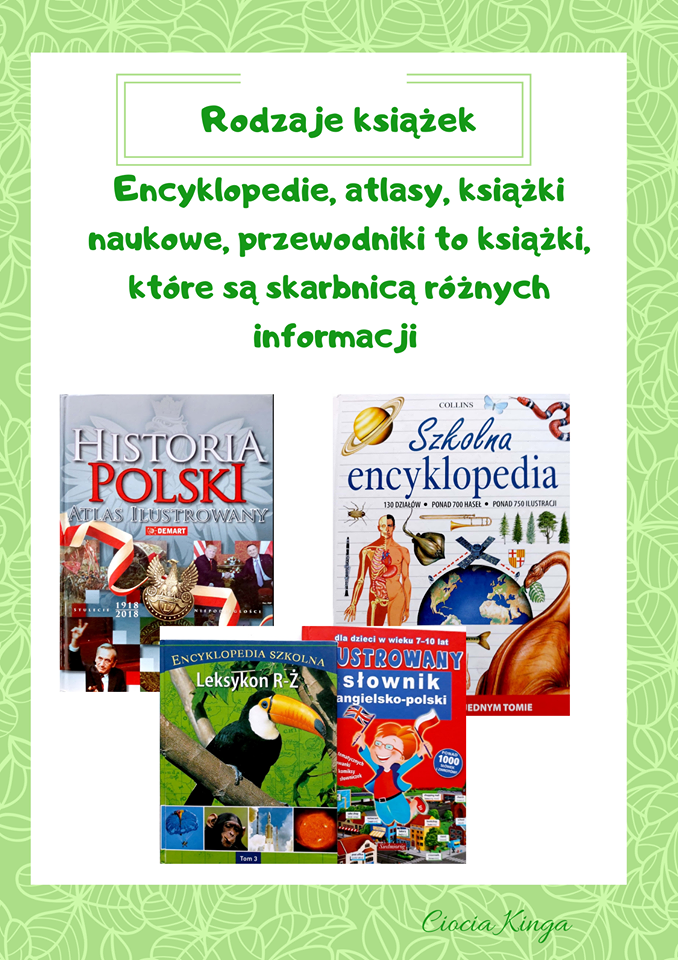 Rodzaje książek
Encyklopedie, atlasy, książki
naukowe, przewodniki to książki,
które są skarbnicą różnych
informacji
HISTORIA
POLSKI
ATLAS ILUSTROWANY
DEMART
STULECIE 1918 2018 NIEPODLEGŁOŚCI
COLLINS
Szkolna
encyklopedia
130 DZIAŁÓW • PONAD 700 HASEŁ • PONAD 750 ILUSTRACJI
JEDNYM TOMIE
ENCYKLOPEDIA SZKOLNA
Leksykon R-Ż
Tom 3
dla dzieci w wieku 7-10 lat
USTROWANY
słownik
angielsko-polski
PONAD
1000
Ciocia Kinga